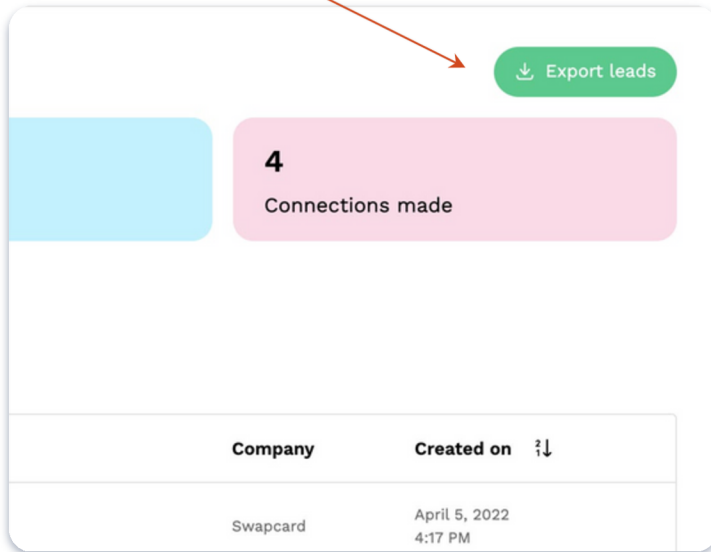 Export leads
4
Connections made
Company Created on
Swapcard April 5, 2022
4:17 PM